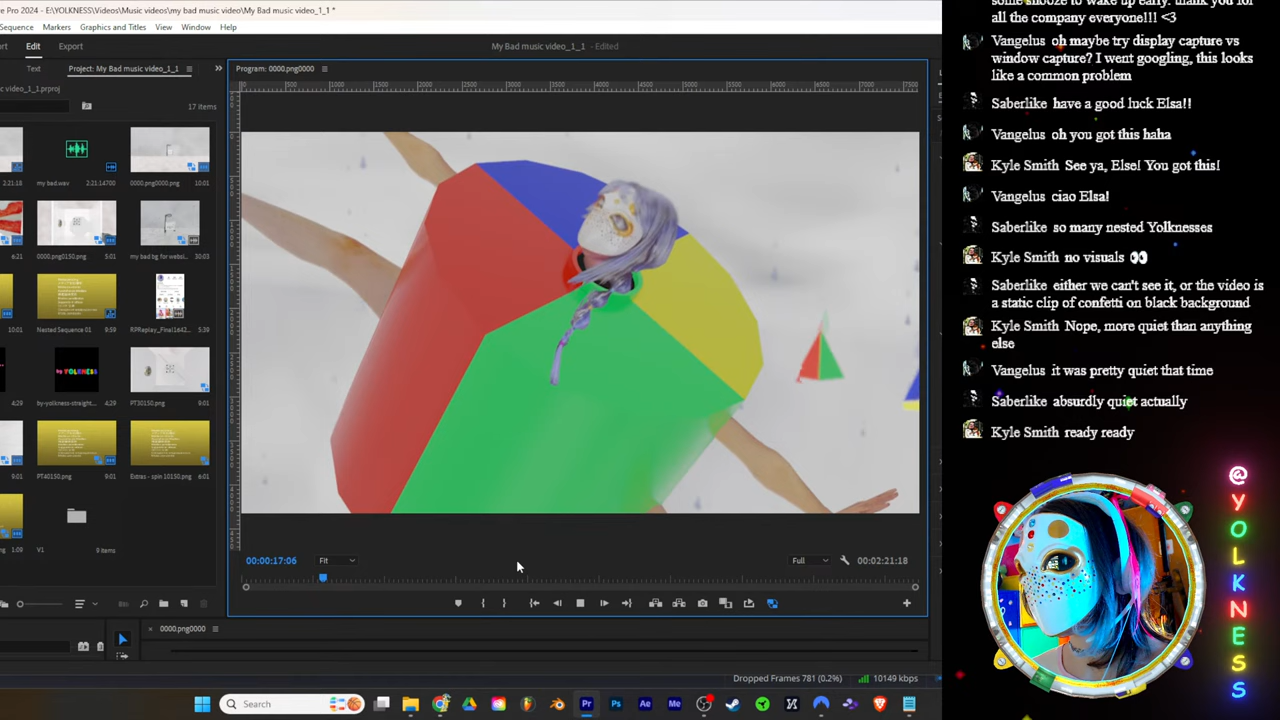 re Pro 2024 - E:\YOLKNESS\Videos\Music videos\my bad music video\My Bad music video_1_1 *
Sequence Markers Graphics and Titles View Window Help
rt Edit Export
My Bad music video_1_1 - Edited
Text Project: My Bad music video_1_1
Program: 0000.png0000
s video_1_1.prproj
17 items
2:21:18 my bad.wav 2:21:14700 0000.png0000.png 10:01
6:21 0000.png0150.png 5:01 my bad bg for websi... 30:03
10:01 Nested Sequence 01 9:59 RPReplay_Final1642... 5:39
4:29 by-yolkness-straight... 4:29 PT30150.png 9:01
9:01 PT40150.png 9:01 Extras - spin 10150.png 6:01
1:09 V1 9 items
00:00:17:06 Fit Full 00:02:21:18
0000.png0000
Dropped Frames 781 (0.2%) 10149 kbps
Search
some snooze to wake up early. thank you for
all the company everyone!!! <3
Vangelus oh maybe try display capture vs
window capture? I went googling, this looks
like a common problem
Saberlike have a good luck Elsa!!
Vangelus oh you got this haha
Kyle Smith See ya, Else! You got this!
Vangelus ciao Elsa!
Saberlike so many nested Yolknesses
Kyle Smith no visuals 👀
Saberlike either we can't see it, or the video is
a static clip of confetti on black background
Kyle Smith Nope, more quiet than anything
else
Vangelus it was pretty quiet that time
Saberlike absurdly quiet actually
Kyle Smith ready ready
@YOLKNESS